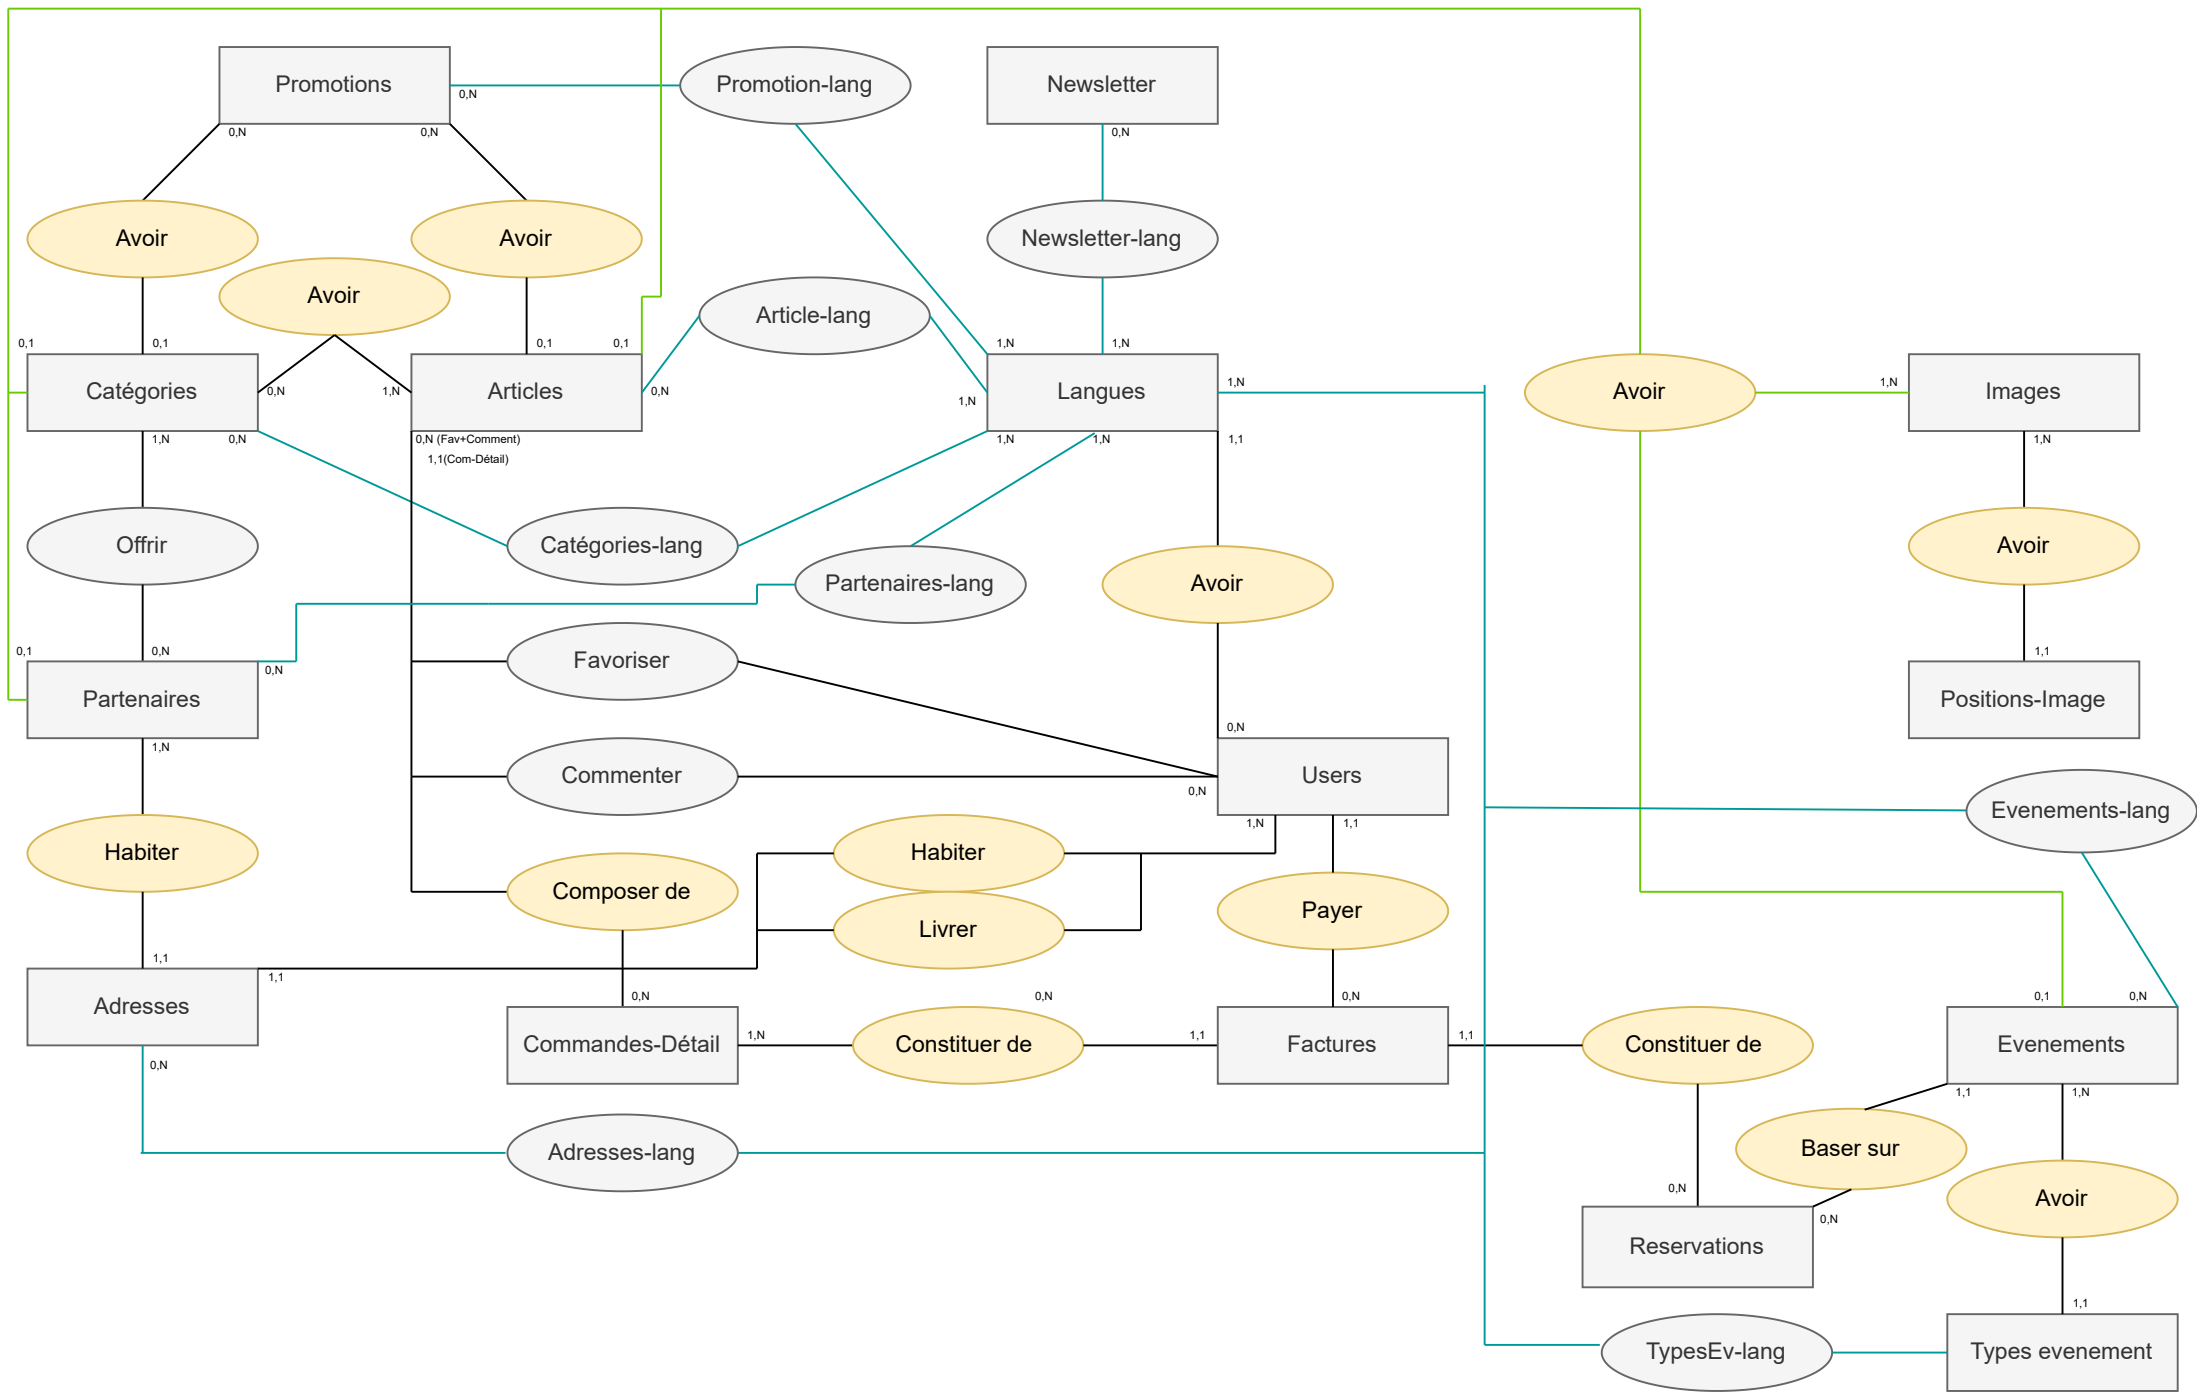 Promotions
Promotion-lang
Newsletter
0,N
0,N
0,N
0,N
Avoir
Avoir
Newsletter-lang
Avoir
Article-lang
0,1
0,1
0,1
0,1
1,N
1,N
Catégories
0,N
1,N
Articles
0,N
1,N
Langues
1,N
Avoir
1,N
Images
1,N
0,N
0,N (Fav+Comment)
1,N
1,N
1,1
1,N
1,1(Com-Détail)
Offrir
Catégories-lang
Avoir
Partenaires-lang
Avoir
0,1
0,N
0,N
Favoriser
1,1
Partenaires
Positions-Image
1,N
0,N
Commenter
Users
0,N
Evenements-lang
1,N
1,1
Habiter
Habiter
Composer de
Payer
Livrer
1,1
1,1
0,N
0,N
0,N
0,1
0,N
Adresses
Commandes-Détail
1,N
Constituer de
1,1
Factures
1,1
Constituer de
Evenements
0,N
1,1
1,N
Adresses-lang
Baser sur
0,N
Avoir
0,N
Reservations
1,1
TypesEv-lang
Types evenement